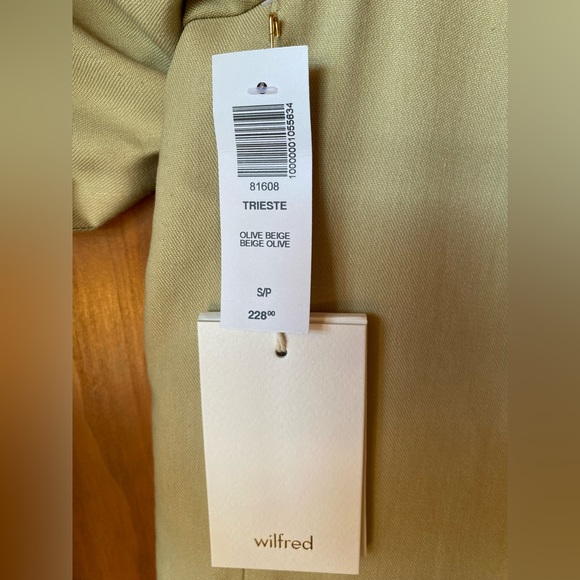 10000001055634
81608
TRIESTE
OLIVE BEIGE
BEIGE OLIVE
S/P
228⁰⁰
wilfred